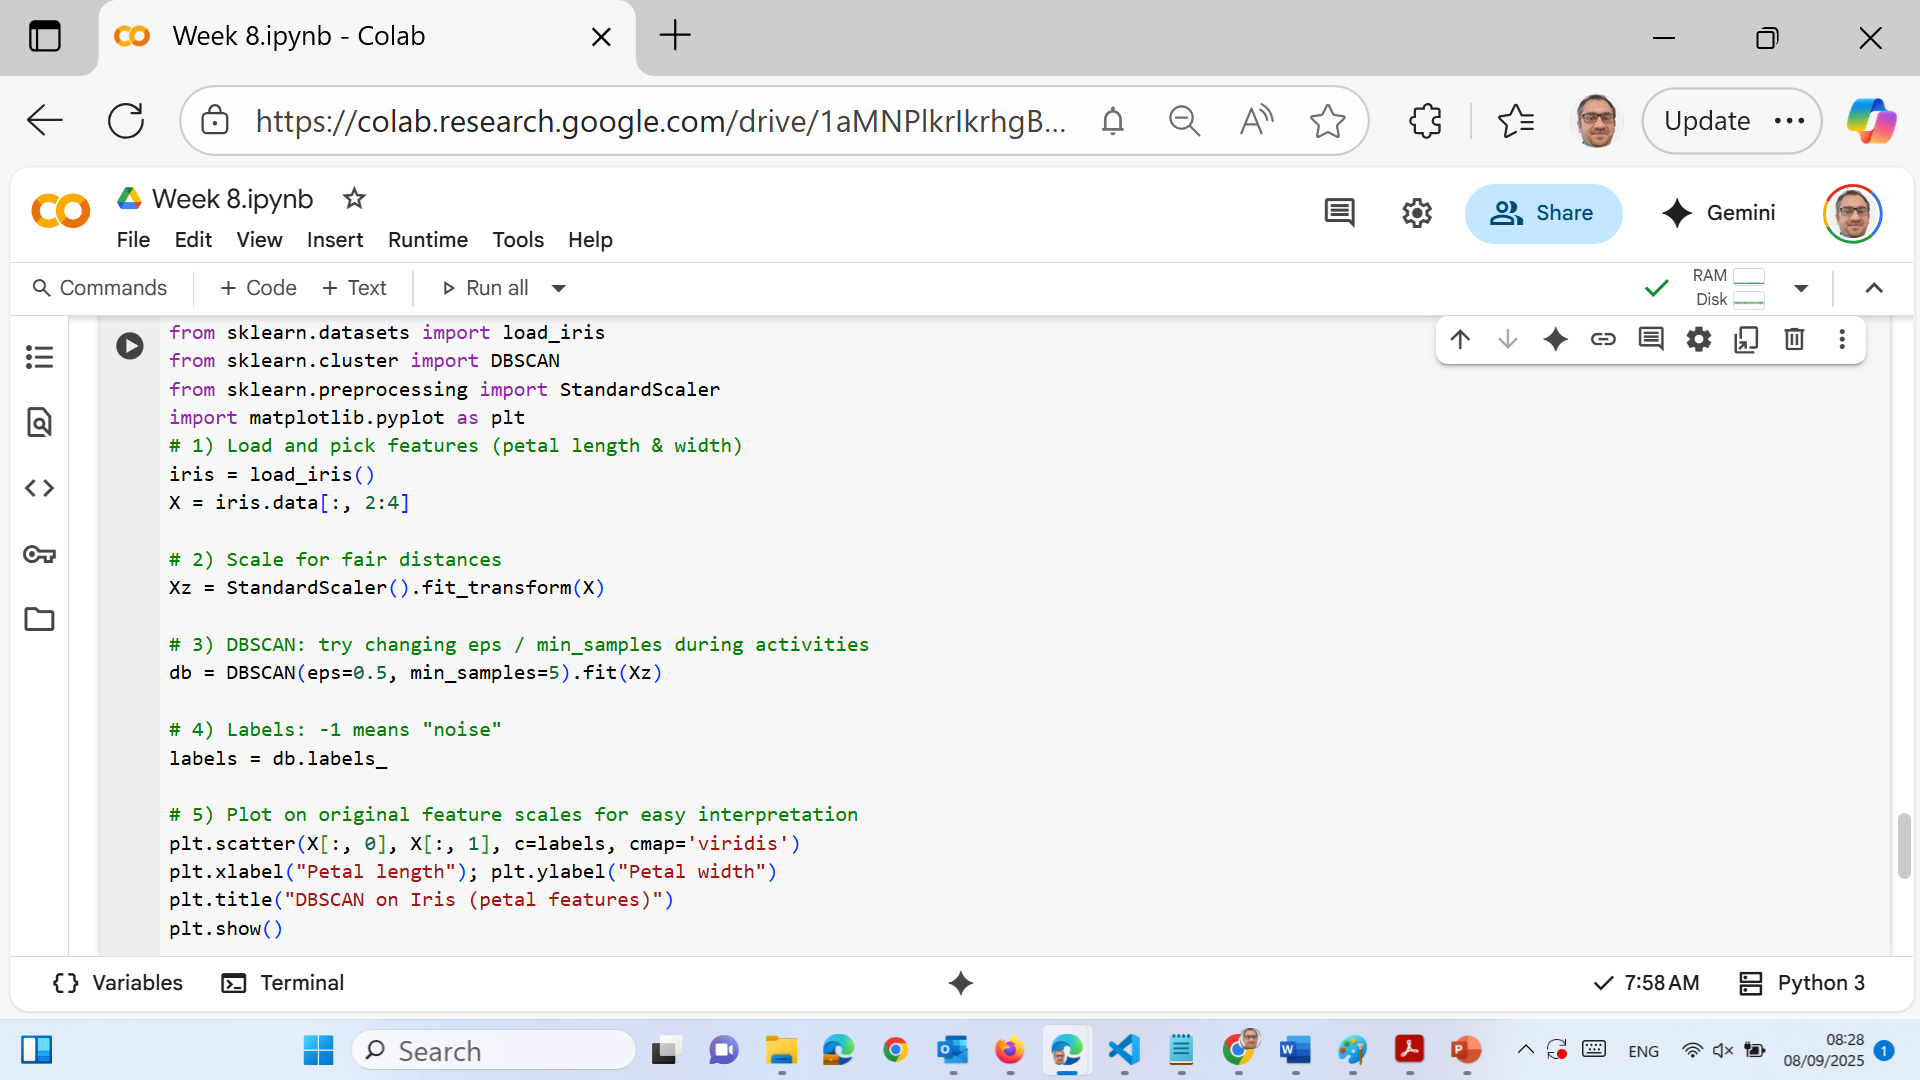 Week 8.ipynb - Colab
https://colab.research.google.com/drive/1aMNPlkrIkrhgB...
Update
Week 8.ipynb
Share
Gemini
File Edit View Insert Runtime Tools Help
Commands + Code + Text Run all
RAM
Disk
from sklearn.datasets import load_iris
from sklearn.cluster import DBSCAN
from sklearn.preprocessing import StandardScaler
import matplotlib.pyplot as plt
# 1) Load and pick features (petal length & width)
iris = load_iris()
X = iris.data[:, 2:4]
# 2) Scale for fair distances
Xz = StandardScaler().fit_transform(X)
# 3) DBSCAN: try changing eps / min_samples during activities
db = DBSCAN(eps=0.5, min_samples=5).fit(Xz)
# 4) Labels: -1 means "noise"
labels = db.labels_
# 5) Plot on original feature scales for easy interpretation
plt.scatter(X[:, 0], X[:, 1], c=labels, cmap='viridis')
plt.xlabel("Petal length"); plt.ylabel("Petal width")
plt.title("DBSCAN on Iris (petal features)")
plt.show()
Variables Terminal
7:58 AM Python 3
Search
ENG
08:28
08/09/2025
1